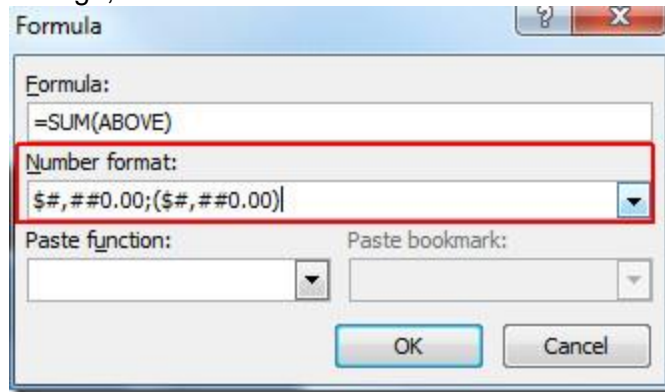 Formula
Formula:
=SUM(ABOVE)
Number format:
$#,##0.00;($#,##0.00)
Paste function: Paste bookmark:
OK Cancel